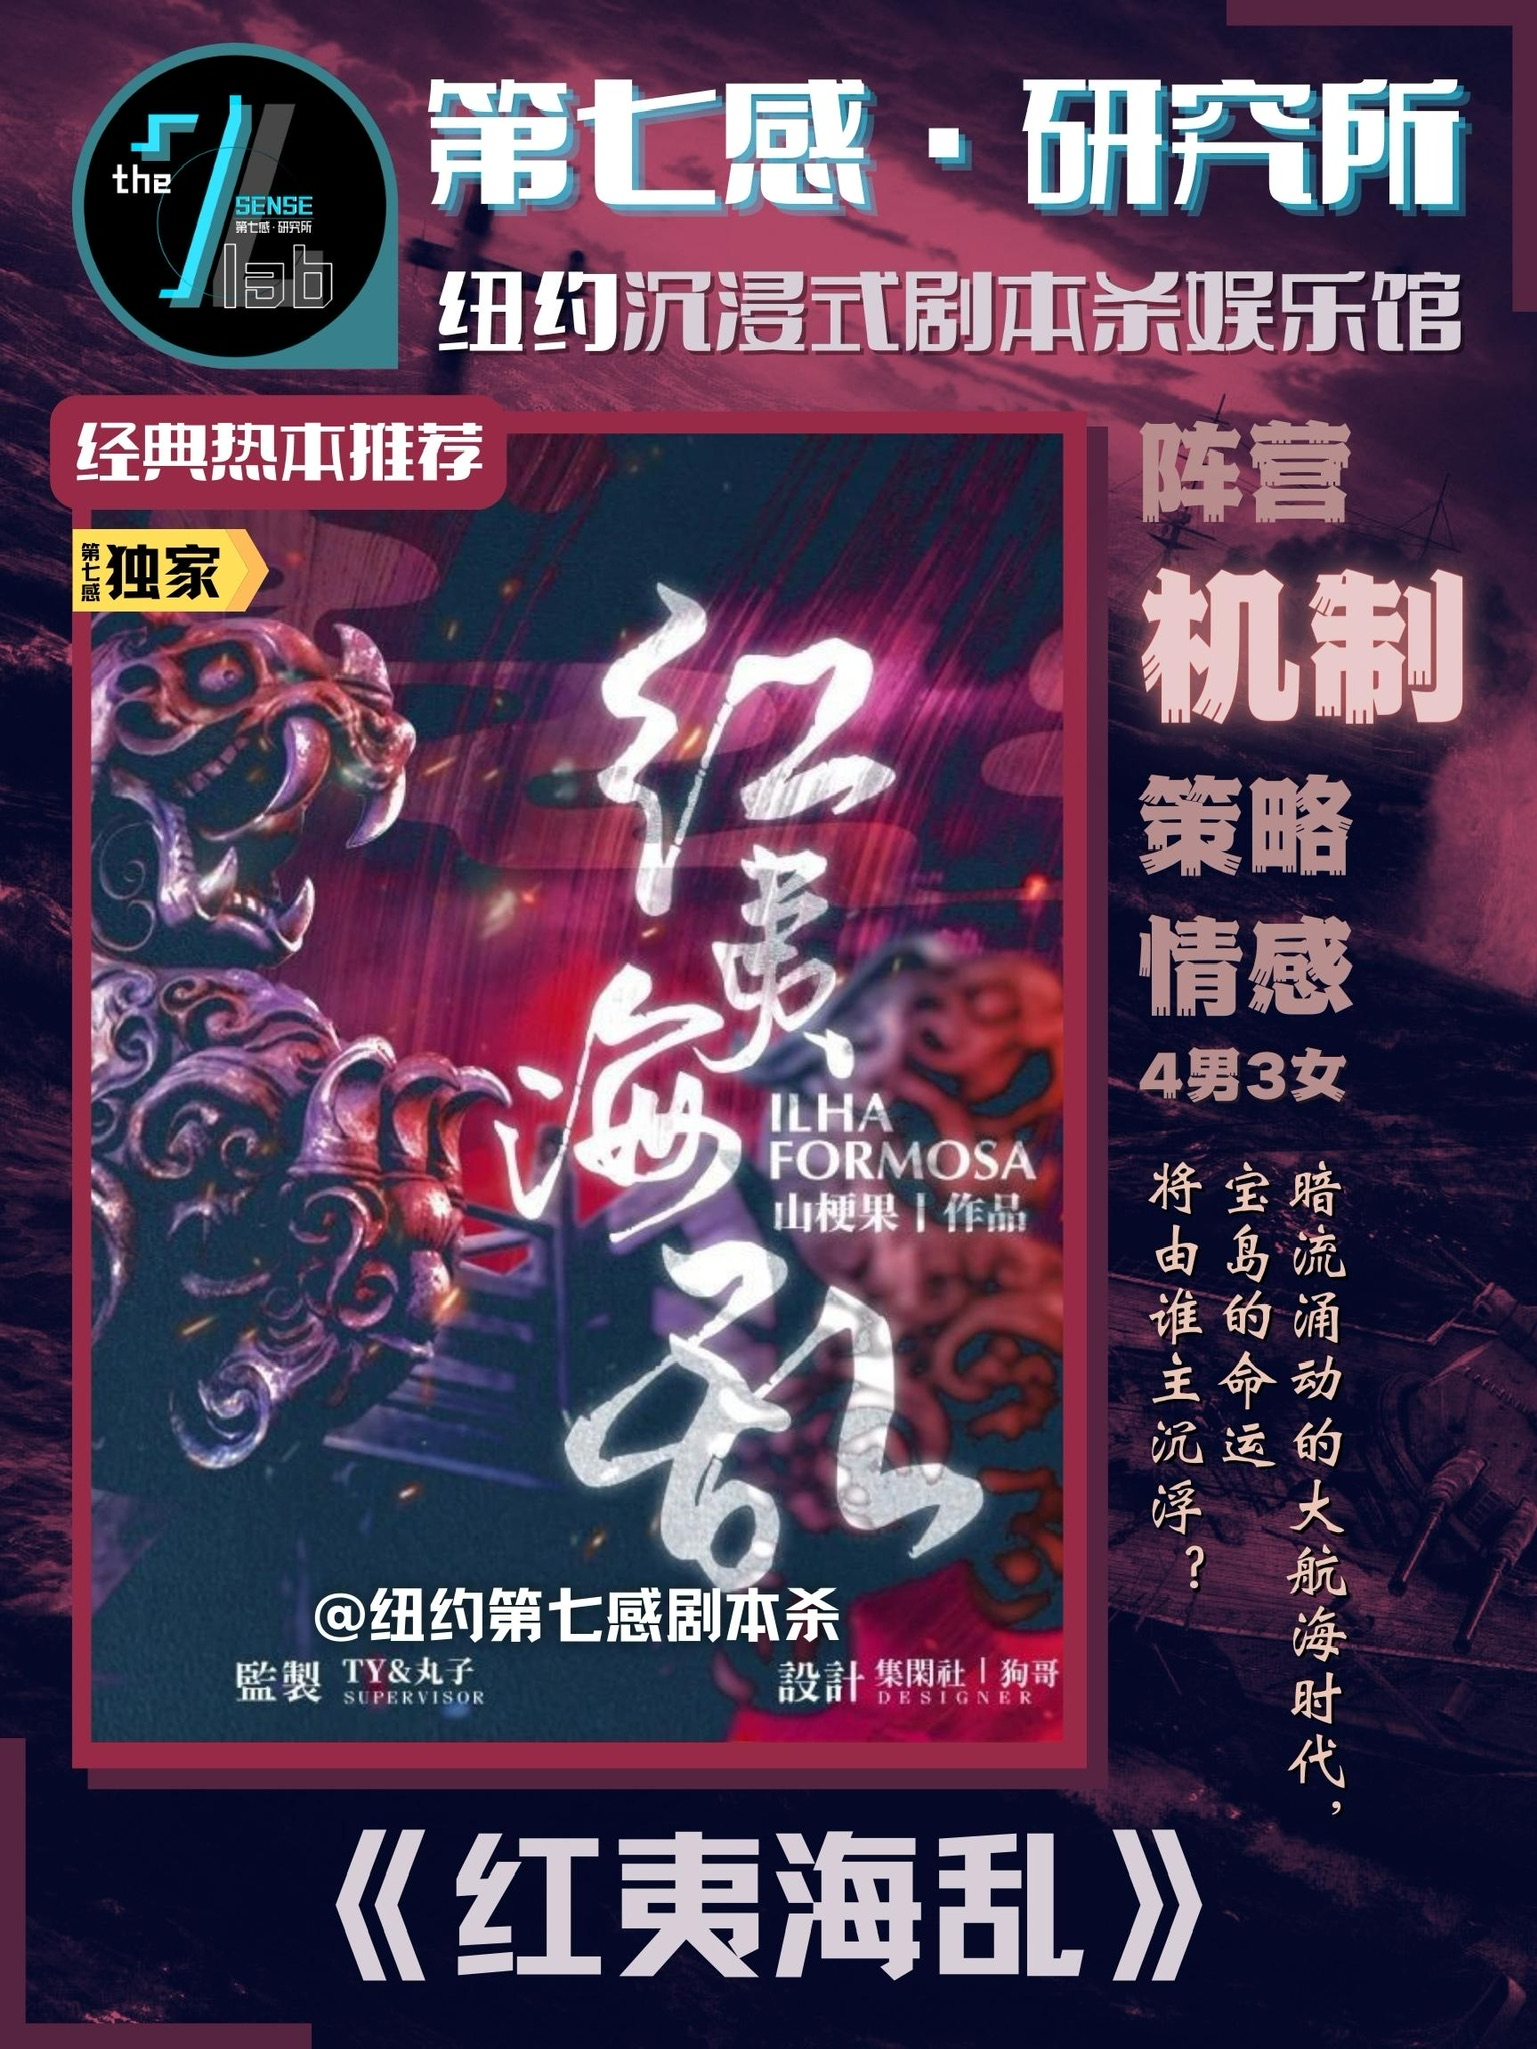 the
SENSE
第七感·研究所
lab
第七感·研究所
纽约沉浸式剧本杀娱乐馆
经典热本推荐
第七感
独家
红夷海乱
ILHA
FORMOSA
山梗果|作品
@纽约第七感剧本杀
監製 TY&丸子
SUPERVISOR
設計 集閑社|狗哥
DESIGNER
阵营
机制
策略
情感
4男3女
暗流涌动的大航海时代,
宝岛的命运
将由谁主沉浮?
《红夷海乱》